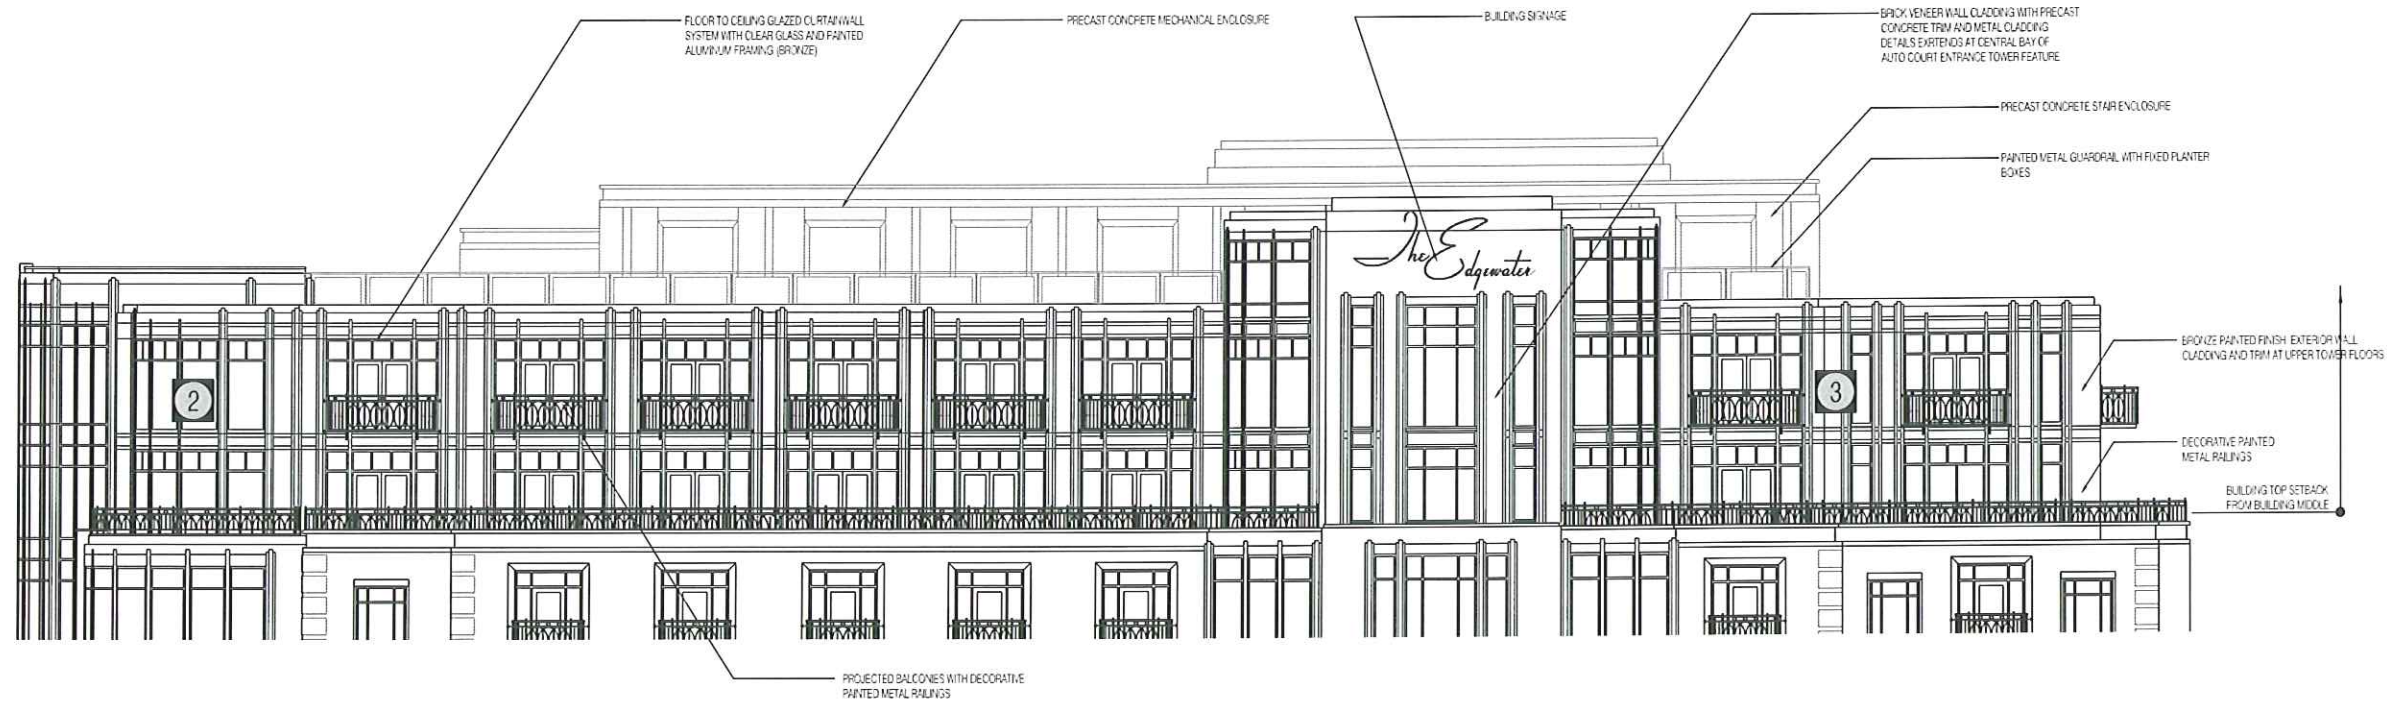 FLOOR TO CEILING GLAZED CURTAINWALL
SYSTEM WITH CLEAR GLASS AND PAINTED
ALUMINUM FRAMING (BRONZE)
PRECAST CONCRETE MECHANICAL ENCLOSURE
BUILDING SIGNAGE
BRICK VENEER WALL CLADDING WITH PRECAST
CONCRETE TRIM AND METAL CLADDING
DETAILS EXRTENDS AT CENTRAL BAY OF
AUTO COURT ENTRANCE TOWER FEATURE
PRECAST CONCRETE STAIR ENCLOSURE
PAINTED METAL GUARDRAIL WITH FIXED PLANTER
BOXES
The Edgewater
BRONZE PAINTED FINISH EXTERIOR WALL
CLADDING AND TRIM AT UPPER TOWER FLOORS
2
3
DECORATIVE PAINTED
METAL RAILINGS
BUILDING TOP SETBACK
FROM BUILDING MIDDLE
PROJECTED BALCONIES WITH DECORATIVE
PAINTED METAL RAILINGS